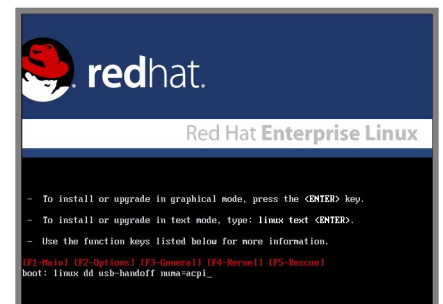 redhat.
Red Hat Enterprise Linux
- To install or upgrade in graphical mode, press the <ENTER> key.
- To install or upgrade in text mode, type: linux text <ENTER>.
- Use the function keys listed below for more information.
[F1-Main] [F2-Options] [F3-General] [F4-Kernel] [F5-Rescue]
boot: linux dd usb-handoff numa=acpi_